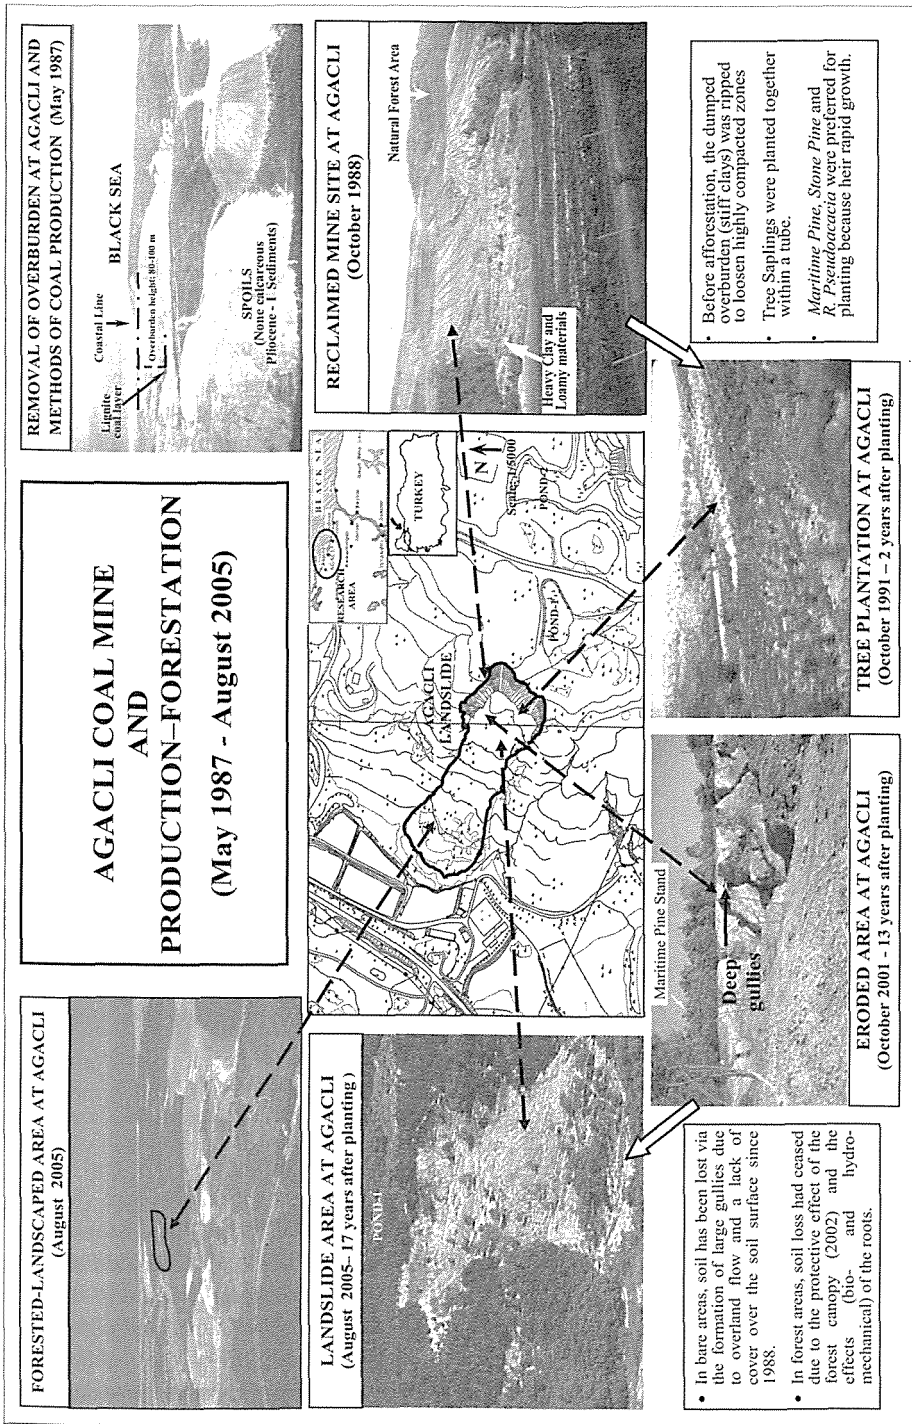 FORESTED-LANDSCAPED AREA AT AGACLI
(August 2005)
AGACLI COAL MINE
AND
PRODUCTION–FORESTATION
(May 1987 - August 2005)
REMOVAL OF OVERBURDEN AT AGACLI AND
METHODS OF COAL PRODUCTION (May 1987)
Coastal Line
BLACK SEA
Lignite
coal layer
Overburden height; 80-100 m
SPOILS
(None calcareous
Pliocene - E Sediments)
LANDSLIDE AREA AT AGACLI
(August 2005– 17 years after planting)
POND-1
BLACK SEA
RESEARCH
AREA
TURKEY
N
Scale: 1/5000
POND-2
POND-1
AGACLI
LANDSLIDE
RECLAIMED MINE SITE AT AGACLI
(October 1988)
Natural Forest Area
Heavy Clay and
Loamy materials
• In bare areas, soil has been lost via
the formation of large gullies due
to overland flow and a lack of
cover over the soil surface since
1988.
• In forest areas, soil loss had ceased
due to the protective effect of the
forest canopy (2002) and the
effects (bio- and hydro-
mechanical) of the roots.
Maritime Pine Stand
Deep
gullies
ERODED AREA AT AGACLI
(October 2001 - 13 years after planting)
TREE PLANTATION AT AGACLI
(October 1991 – 2 years after planting)
• Before afforestation, the dumped
overburden (stiff clays) was ripped
to loosen highly compacted zones
• Tree Saplings were planted together
within a tube.
• Maritime Pine, Stone Pine and
R. Pseudoacacia were preferred for
planting because heir rapid growth.